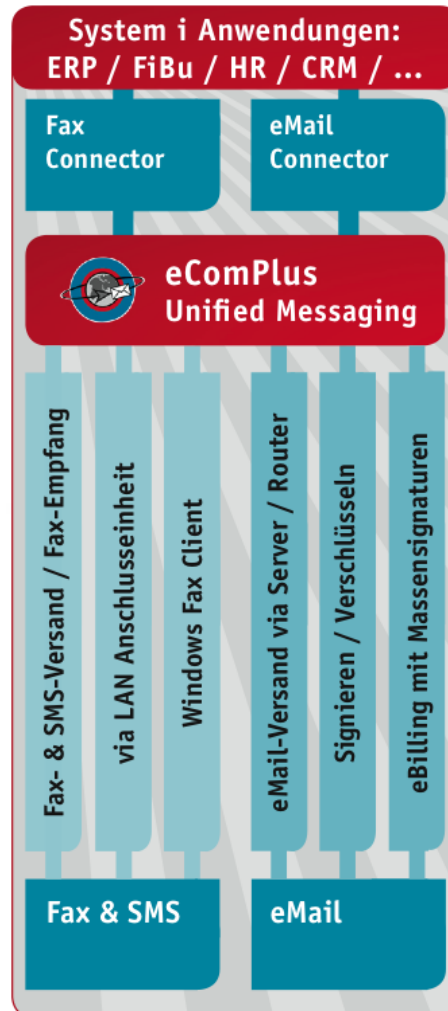 System i Anwendungen:
ERP / FiBu / HR / CRM / ...
Fax
Connector
eMail
Connector
eComPlus
Unified Messaging
Fax- & SMS-Versand / Fax-Empfang
via LAN Anschlusseinheit
Windows Fax Client
eMail-Versand via Server / Router
Signieren / Verschlüsseln
eBilling mit Massensignaturen
Fax & SMS
eMail